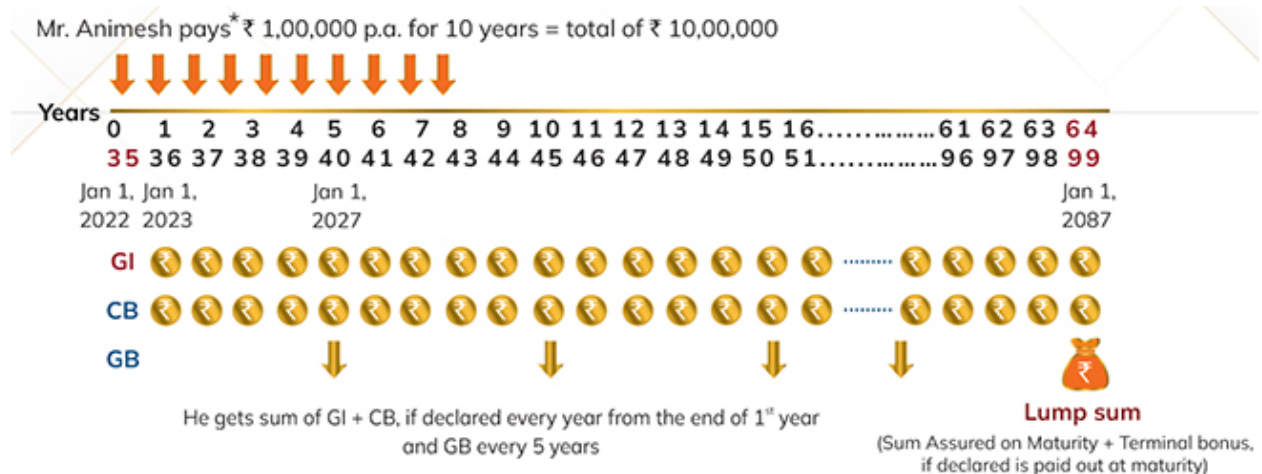 Mr. Animesh pays* ₹ 1,00,000 p.a. for 10 years = total of ₹ 10,00,000
Years
0 1 2 3 4 5 6 7 8 9 10 11 12 13 14 15 16...............61 62 63 64
35 36 37 38 39 40 41 42 43 44 45 46 47 48 49 50 51...............96 97 98 99
Jan 1, Jan 1, Jan 1, Jan 1,
2022 2023 2027 2087
GI ₹ ₹ ₹ ₹ ₹ ₹ ₹ ₹ ₹ ₹ ₹ ₹ ₹ ₹ ₹ ₹ ......... ₹ ₹ ₹ ₹ ₹
CB ₹ ₹ ₹ ₹ ₹ ₹ ₹ ₹ ₹ ₹ ₹ ₹ ₹ ₹ ₹ ₹ ......... ₹ ₹ ₹ ₹ ₹
GB
₹
He gets sum of GI + CB, if declared every year from the end of 1st year
and GB every 5 years
Lump sum
(Sum Assured on Maturity + Terminal bonus,
if declared is paid out at maturity)